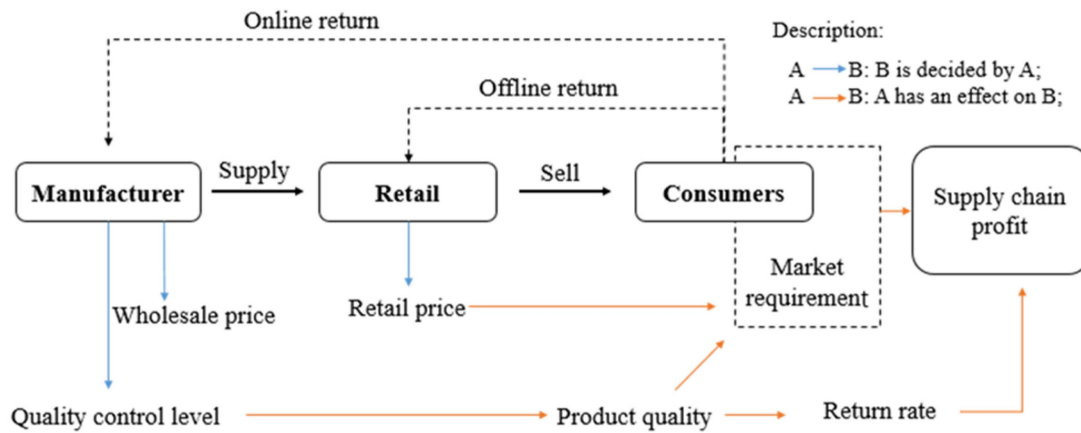 Online return
Description:
A B: B is decided by A;
A B: A has an effect on B;
Offline return
Manufacturer
Supply
Retail
Sell
Consumers
Supply chain
profit
Market
requirement
Wholesale price
Retail price
Quality control level
Product quality
Return rate